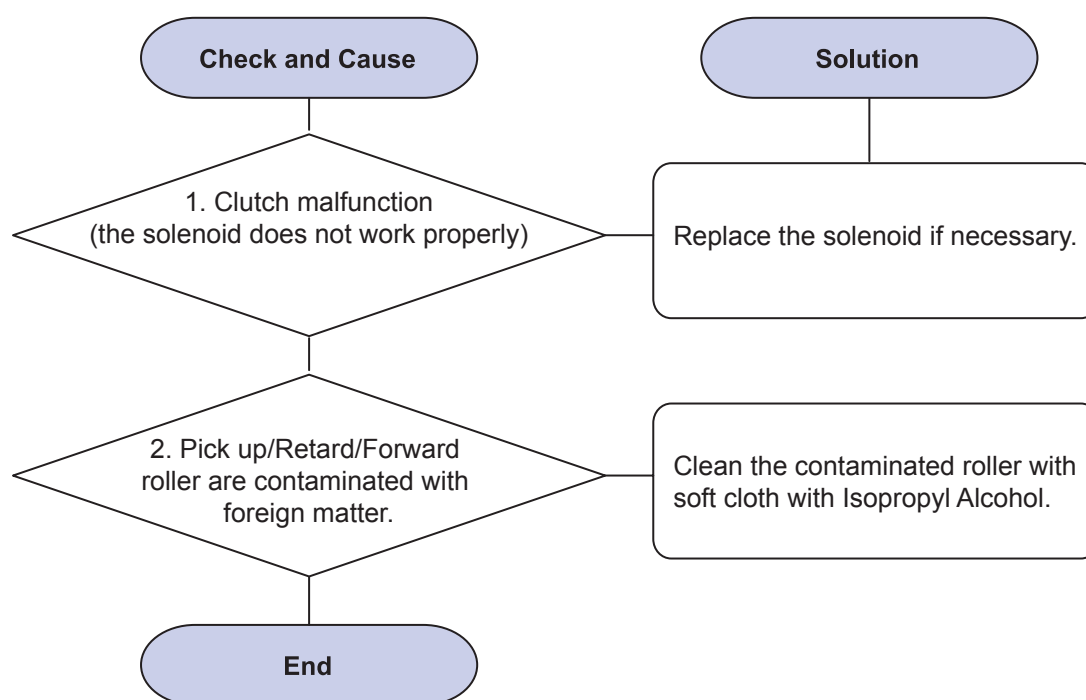 Check and Cause
Solution
1. Clutch malfunction
(the solenoid does not work properly)
Replace the solenoid if necessary.
2. Pick up/Retard/Forward
roller are contaminated with
foreign matter.
Clean the contaminated roller with
soft cloth with Isopropyl Alcohol.
End